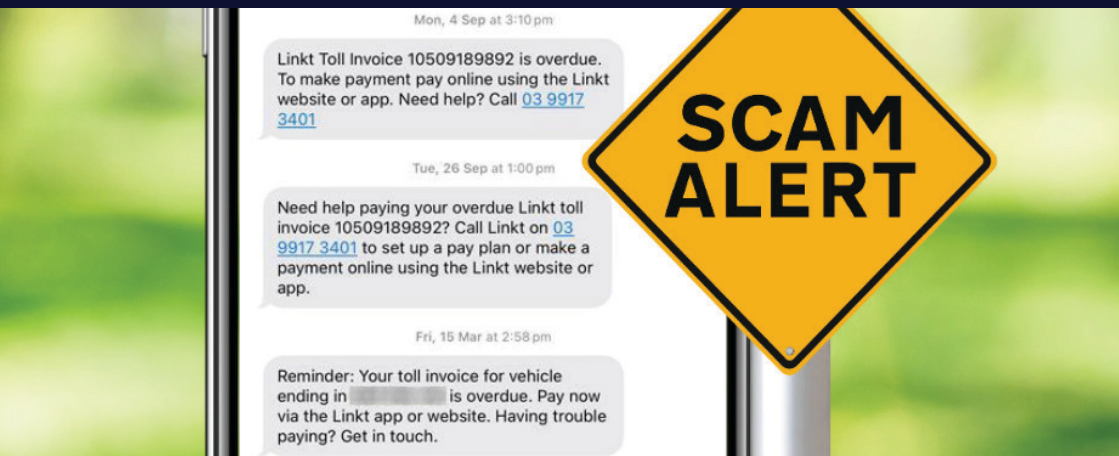 Mon, 4 Sep at 3:10 pm
Linkt Toll Invoice 10509189892 is overdue.
To make payment pay online using the Linkt
website or app. Need help? Call 03 9917
3401
Tue, 26 Sep at 1:00 pm
Need help paying your overdue Linkt toll
invoice 10509189892? Call Linkt on 03
9917 3401 to set up a pay plan or make a
payment online using the Linkt website or
app.
Fri, 15 Mar at 2:58 pm
Reminder: Your toll invoice for vehicle
ending in is overdue. Pay now
via the Linkt app or website. Having trouble
paying? Get in touch.
SCAM
ALERT